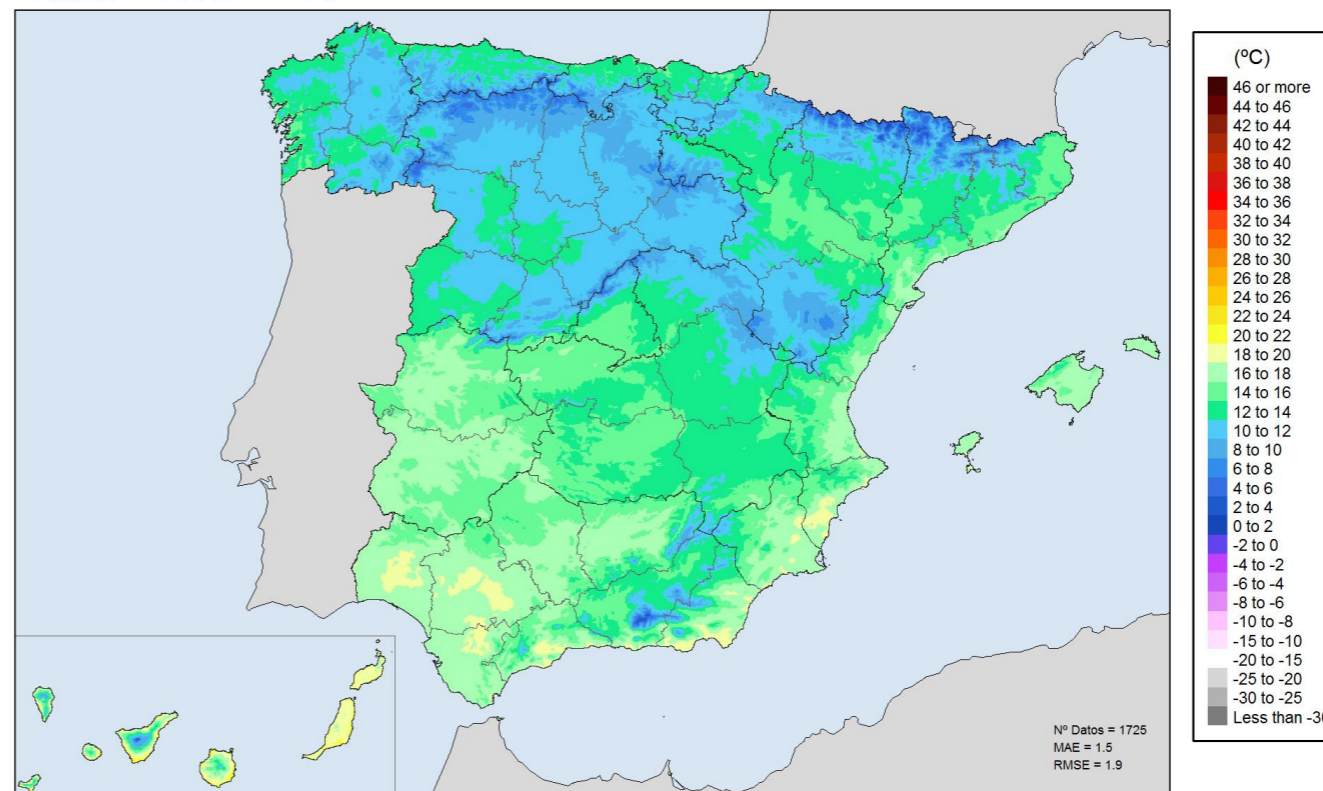 (ºC)
46 or more
44 to 46
42 to 44
40 to 42
38 to 40
36 to 38
34 to 36
32 to 34
30 to 32
28 to 30
26 to 28
24 to 26
22 to 24
20 to 22
18 to 20
16 to 18
14 to 16
12 to 14
10 to 12
8 to 10
6 to 8
4 to 6
2 to 4
0 to 2
-2 to 0
-4 to -2
-6 to -4
-8 to -6
-10 to -8
-15 to -10
-20 to -15
-25 to -20
-30 to -25
Less than -30
Nº Datos = 1725
MAE = 1.5
RMSE = 1.9